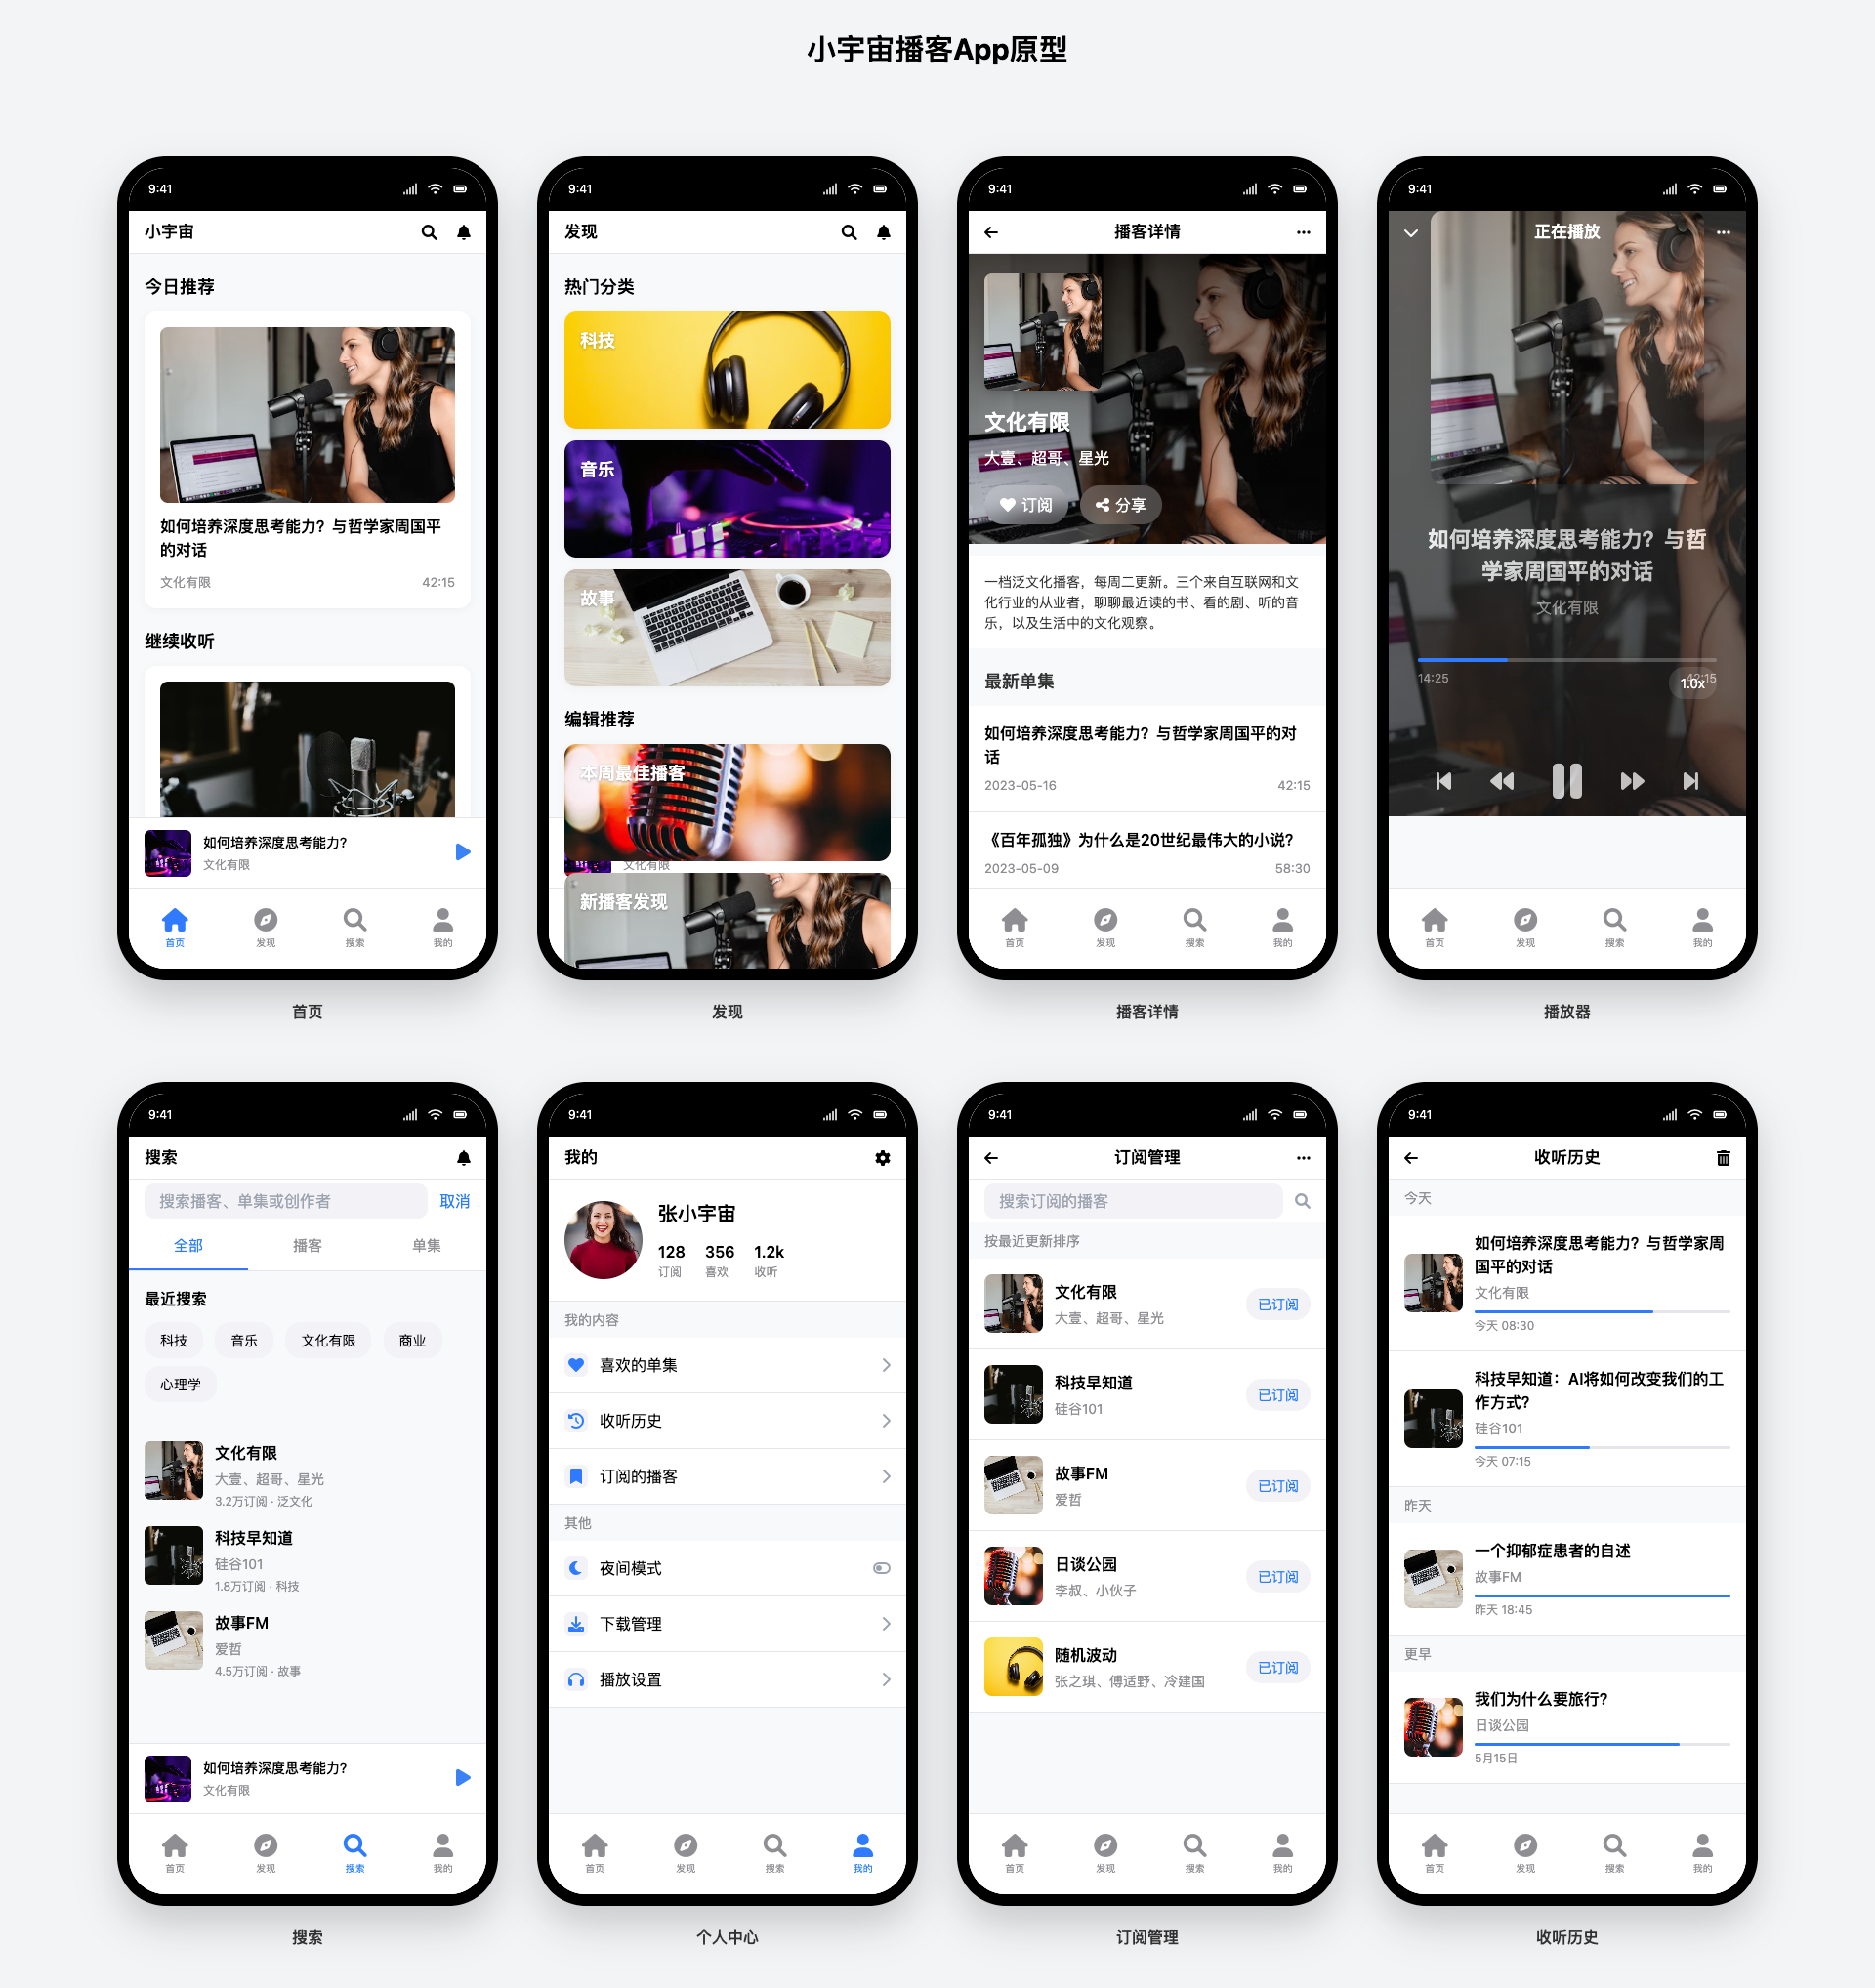 小宇宙播客App原型
9:41
小宇宙
今日推荐
如何培养深度思考能力？与哲学家周国平
的对话
文化有限 42:15
继续收听
如何培养深度思考能力?
文化有限
首页 发现 搜索 我的
首页
9:41
发现
热门分类
科技
音乐
故事
编辑推荐
本周最佳播客
文化有限
新播客发现
发现
9:41
播客详情
文化有限
大壹、超哥、星光
订阅 分享
一档泛文化播客，每周二更新。三个来自互联网和文
化行业的从业者，聊聊最近读的书、看的剧、听的音
乐，以及生活中的文化观察。
最新单集
如何培养深度思考能力？与哲学家周国平的对
话
2023-05-16 42:15
《百年孤独》为什么是20世纪最伟大的小说？
2023-05-09 58:30
首页 发现 搜索 我的
播客详情
9:41
正在播放
如何培养深度思考能力？与哲
学家周国平的对话
文化有限
14:25 42:15
1.0x
首页 发现 搜索 我的
播放器
9:41
搜索
搜索播客、单集或创作者 取消
全部 播客 单集
最近搜索
科技 音乐 文化有限 商业
心理学
文化有限
大壹、超哥、星光
3.2万订阅 · 泛文化
科技早知道
硅谷101
1.8万订阅 · 科技
故事FM
爱哲
4.5万订阅 · 故事
如何培养深度思考能力?
文化有限
首页 发现 搜索 我的
搜索
9:41
我的
张小宇宙
128 356 1.2k
订阅 喜欢 收听
我的内容
喜欢的单集
收听历史
订阅的播客
其他
夜间模式
下载管理
播放设置
首页 发现 搜索 我的
个人中心
9:41
订阅管理
搜索订阅的播客
按最近更新排序
文化有限
大壹、超哥、星光
已订阅
科技早知道
硅谷101
已订阅
故事FM
爱哲
已订阅
日谈公园
李叔、小伙子
已订阅
随机波动
张之琪、傅适野、冷建国
已订阅
首页 发现 搜索 我的
订阅管理
9:41
收听历史
今天
如何培养深度思考能力？与哲学家周
国平的对话
文化有限
今天 08:30
科技早知道：AI将如何改变我们的工
作方式？
硅谷101
今天 07:15
昨天
一个抑郁症患者的自述
故事FM
昨天 18:45
更早
我们为什么要旅行？
日谈公园
5月15日
首页 发现 搜索 我的
收听历史